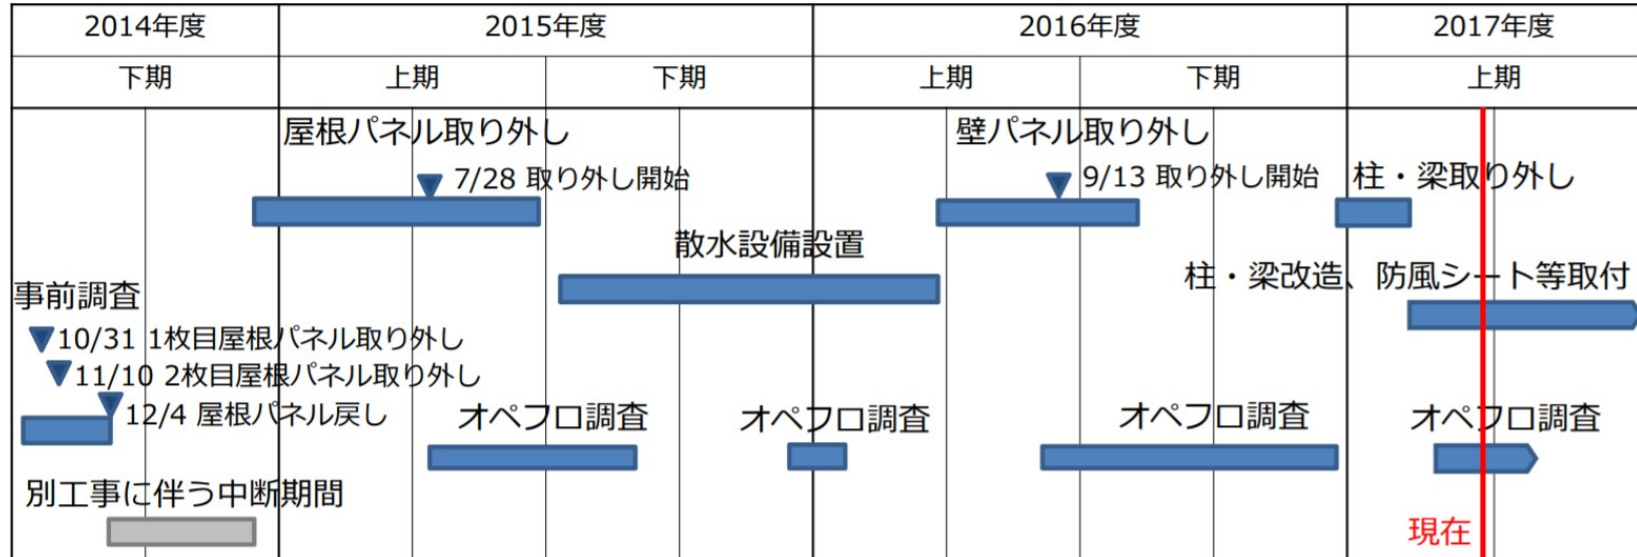 2014年度
2015年度
2016年度
2017年度
下期
上期
下期
上期
下期
上期
屋根パネル取り外し
7/28 取り外し開始
壁パネル取り外し
9/13 取り外し開始
柱・梁取り外し
散水設備設置
柱・梁改造、防風シート等取付
事前調査
10/31 1枚目屋根パネル取り外し
11/10 2枚目屋根パネル取り外し
12/4 屋根パネル戻し
オペフロ調査
オペフロ調査
オペフロ調査
オペフロ調査
別工事に伴う中断期間
現在